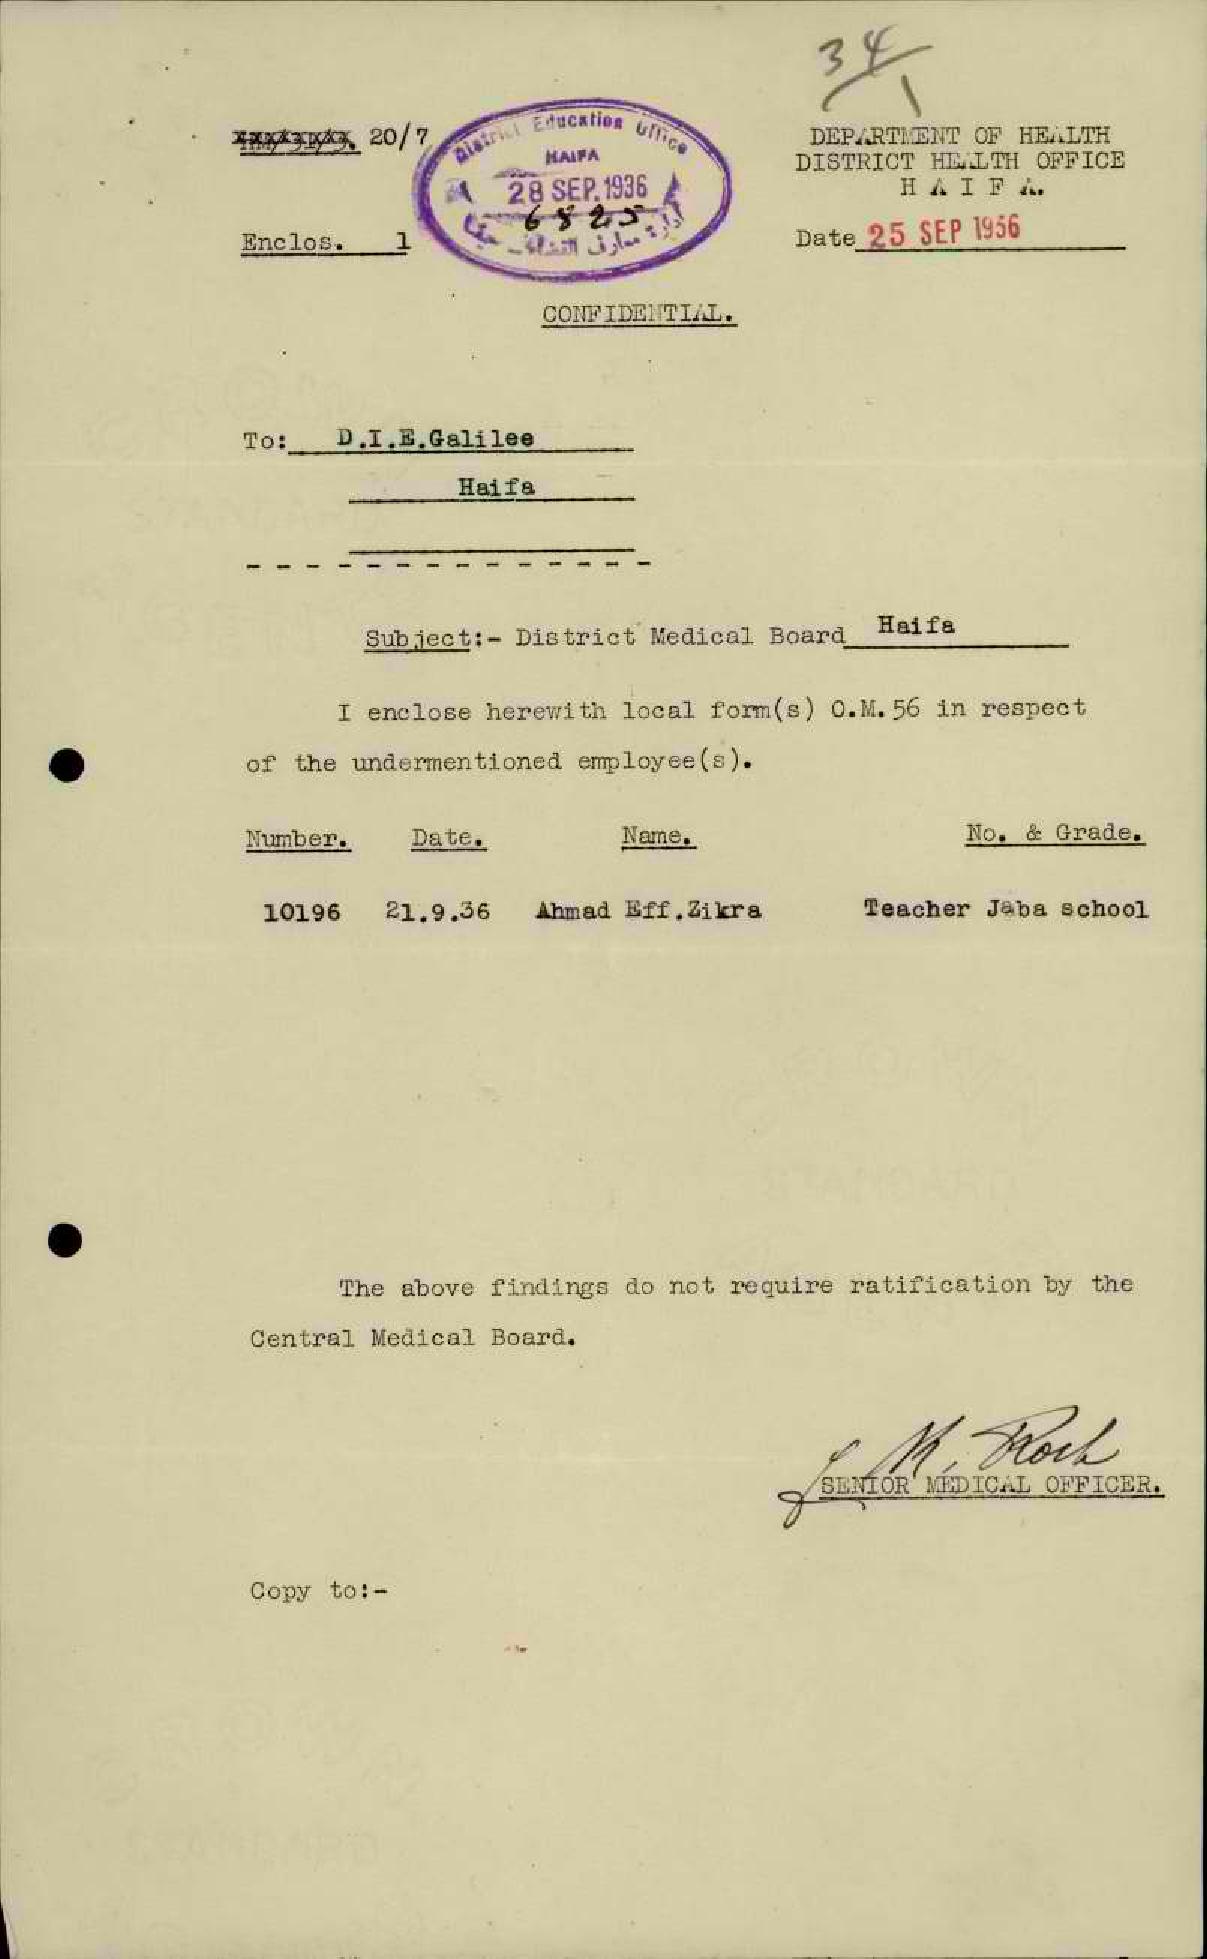 34/1
20/7
District Education Office
HAIFA
28 SEP. 1936
6825
DEPARTMENT OF HEALTH
DISTRICT HEALTH OFFICE
H A I F A.
Enclos. 1
Date 25 SEP 1936
CONFIDENTIAL.
To: D.I.E.Galilee
Haifa
Subject:- District Medical Board Haifa
I enclose herewith local form(s) O.M.56 in respect
of the undermentioned employee(s).
Number. Date. Name. No. & Grade.
10196 21.9.36 Ahmad Eff.Zikra Teacher Jaba school
The above findings do not require ratification by the
Central Medical Board.
SENIOR MEDICAL OFFICER.
Copy to:-